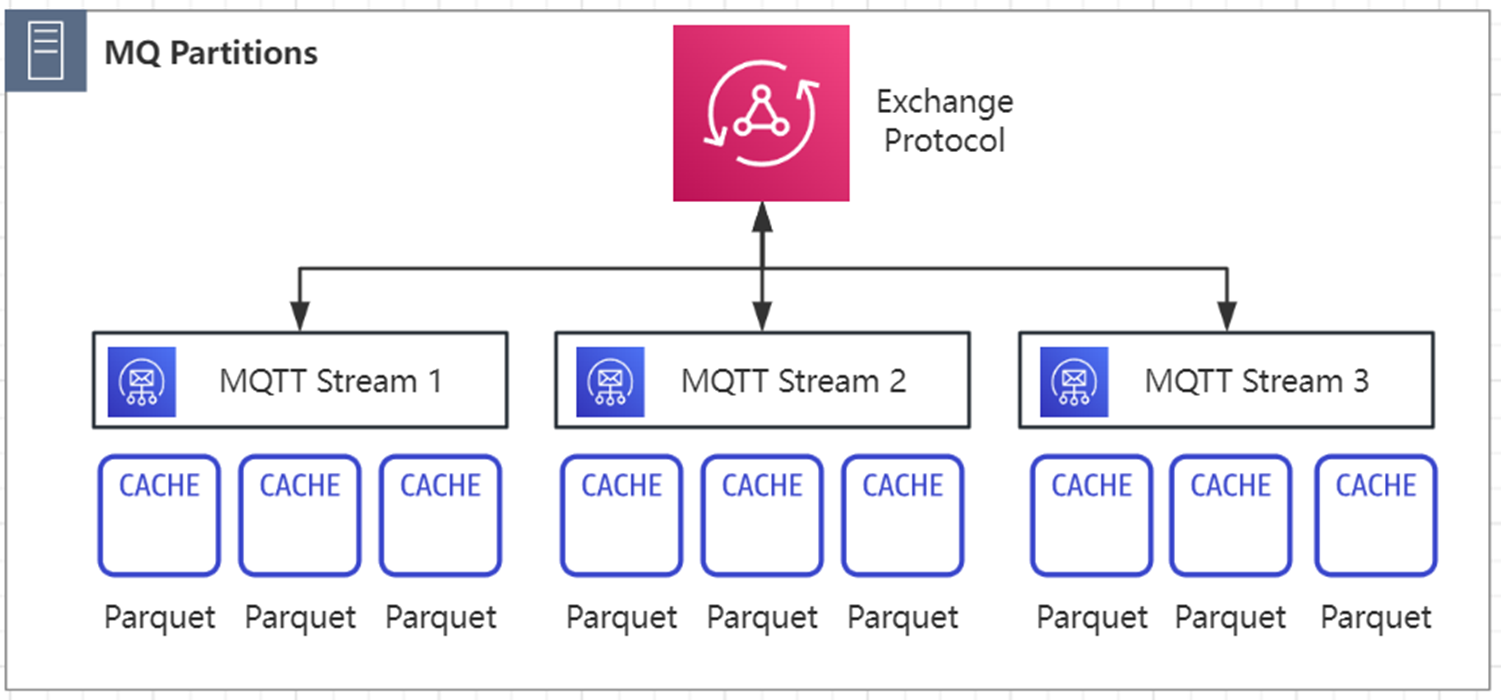 MQ Partitions
Exchange
Protocol
MQTT Stream 1
MQTT Stream 2
MQTT Stream 3
CACHE CACHE CACHE CACHE CACHE CACHE CACHE CACHE CACHE
Parquet Parquet Parquet Parquet Parquet Parquet Parquet Parquet Parquet